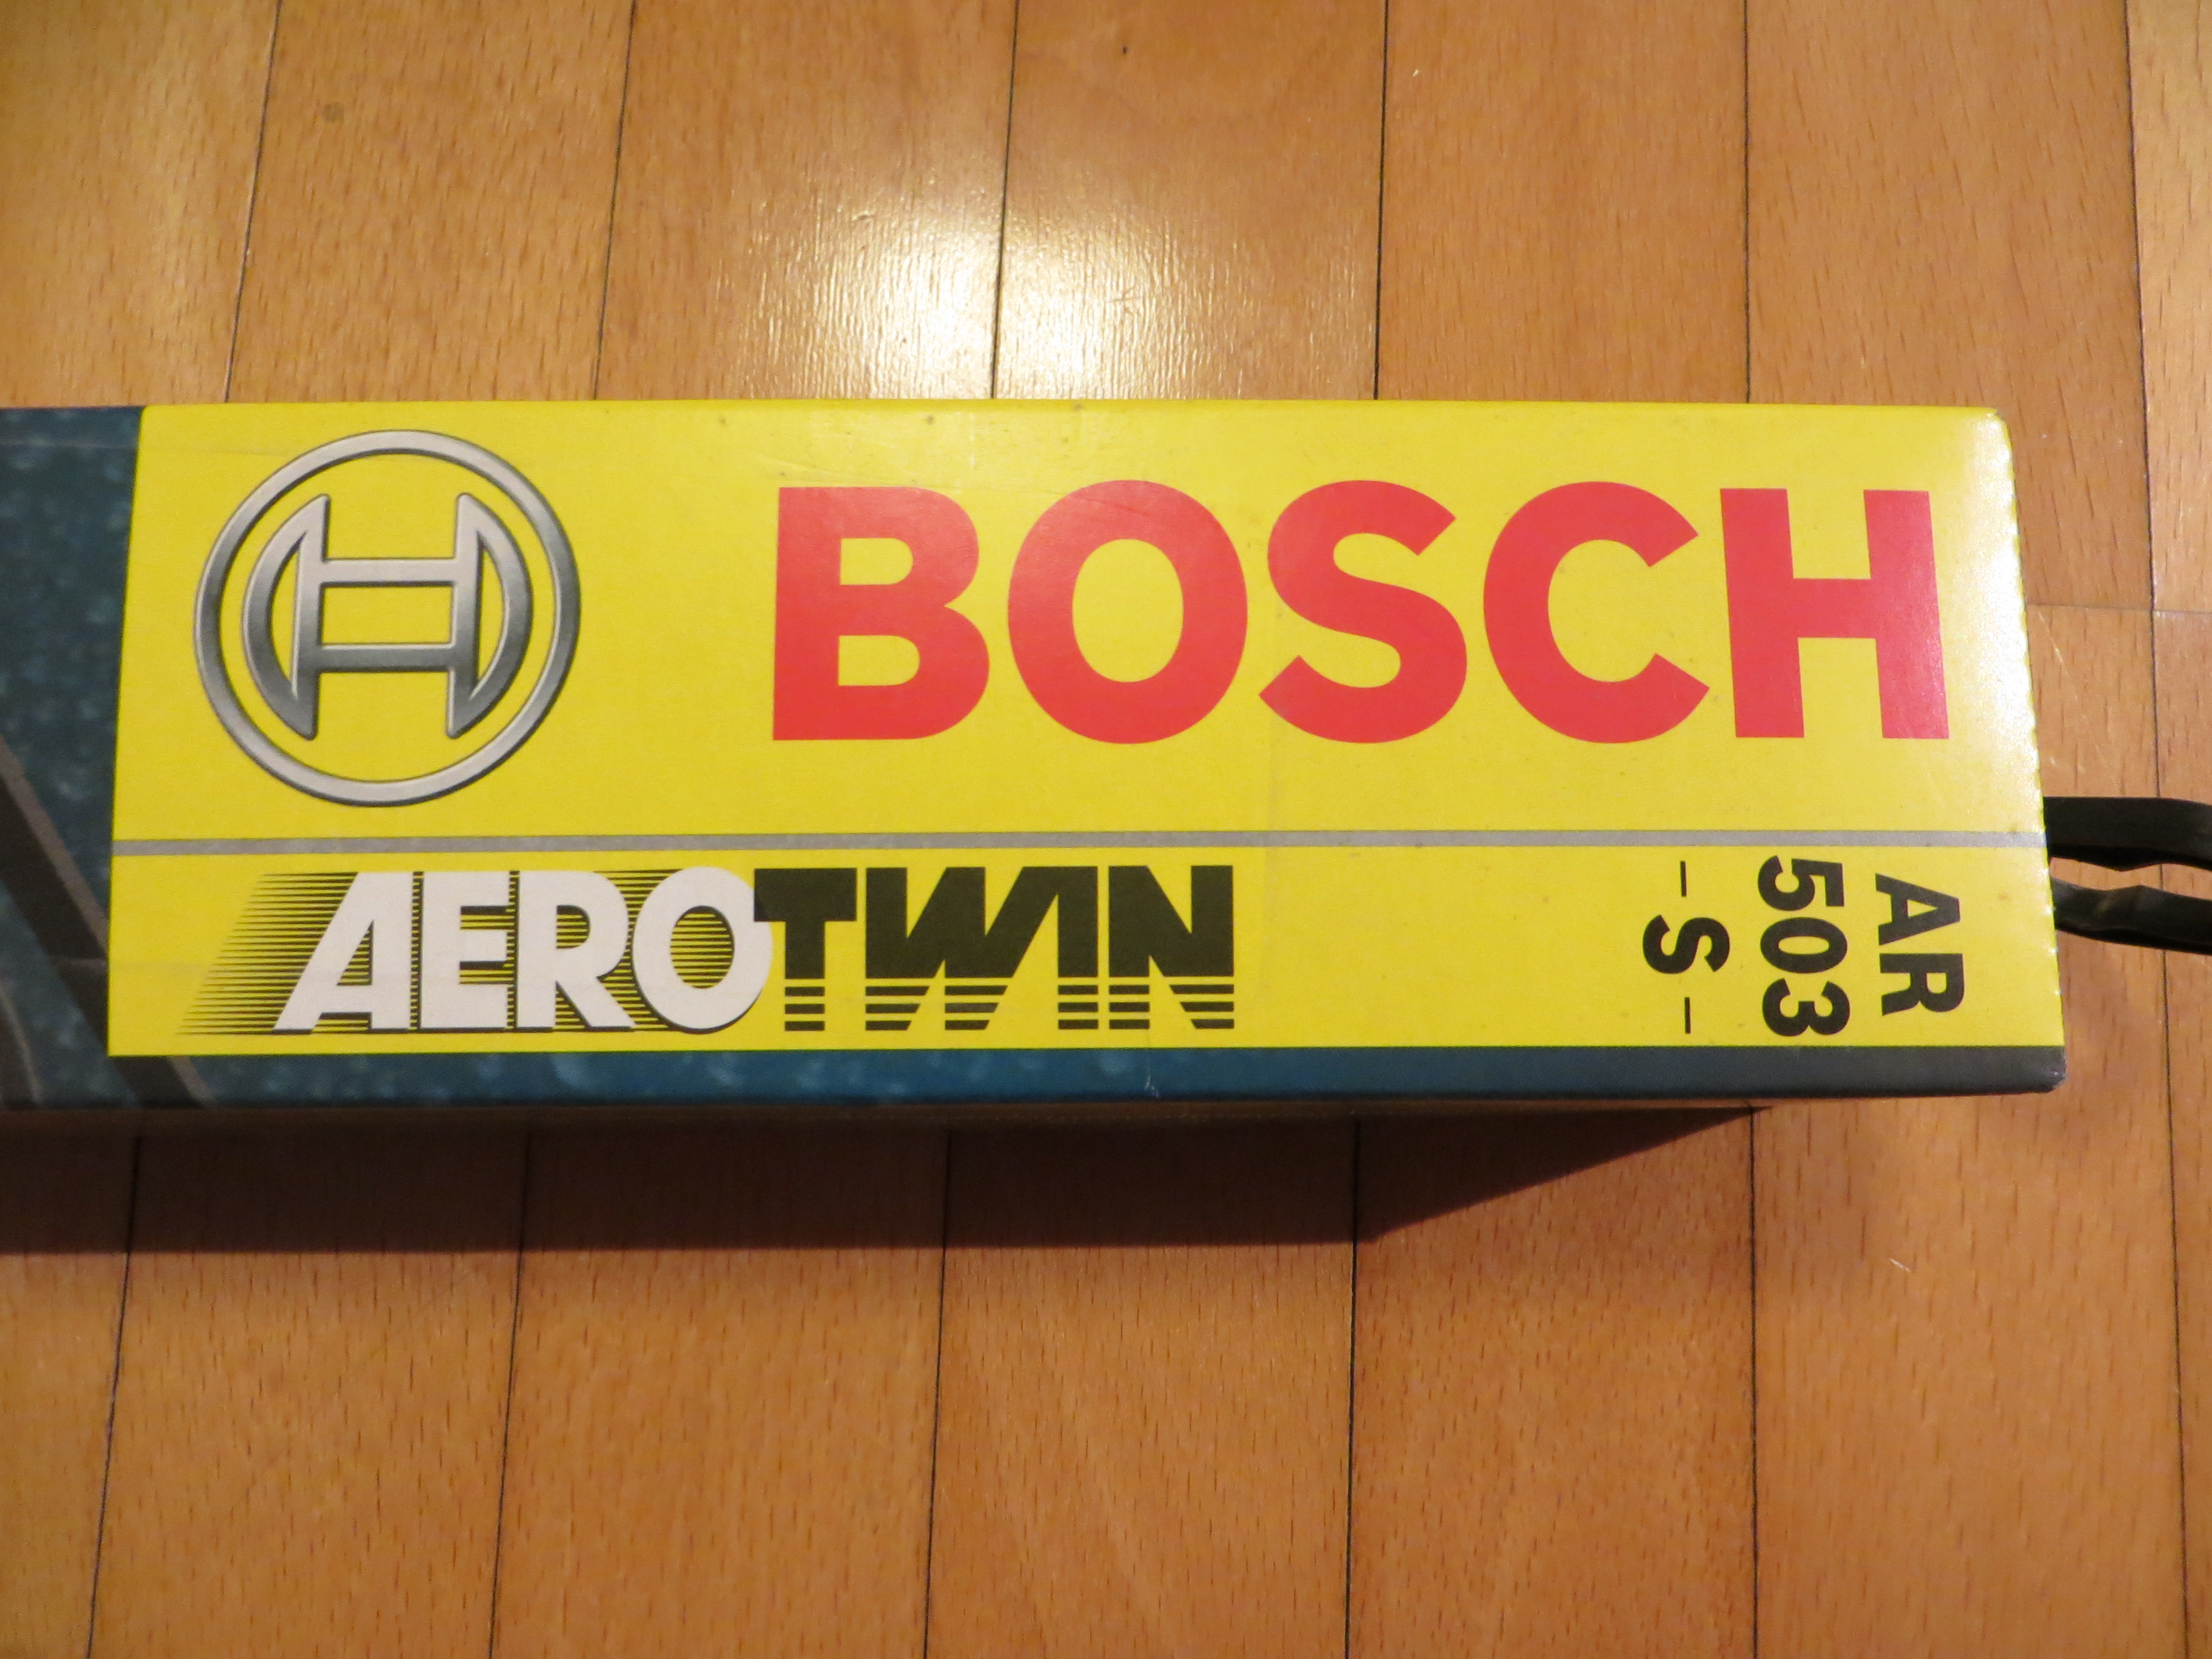 BOSCH
AEROTWIN
AR
503
-S-